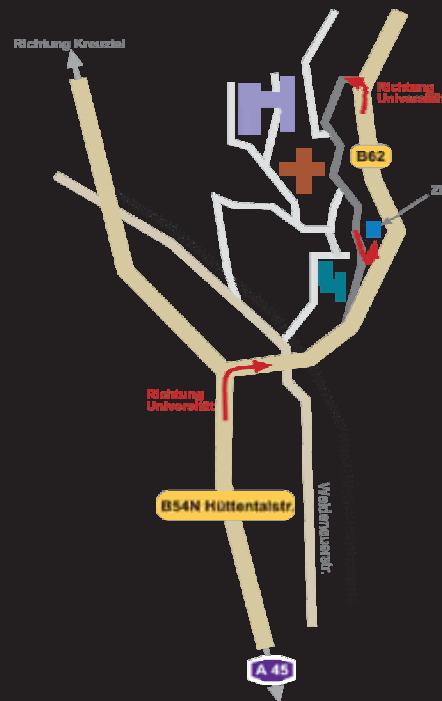 Richtung Kreuztal
Richtung
Universität
B62
Richtung
Universität
B54N Hüttentalstr.
Weidenauerstr.
A 45